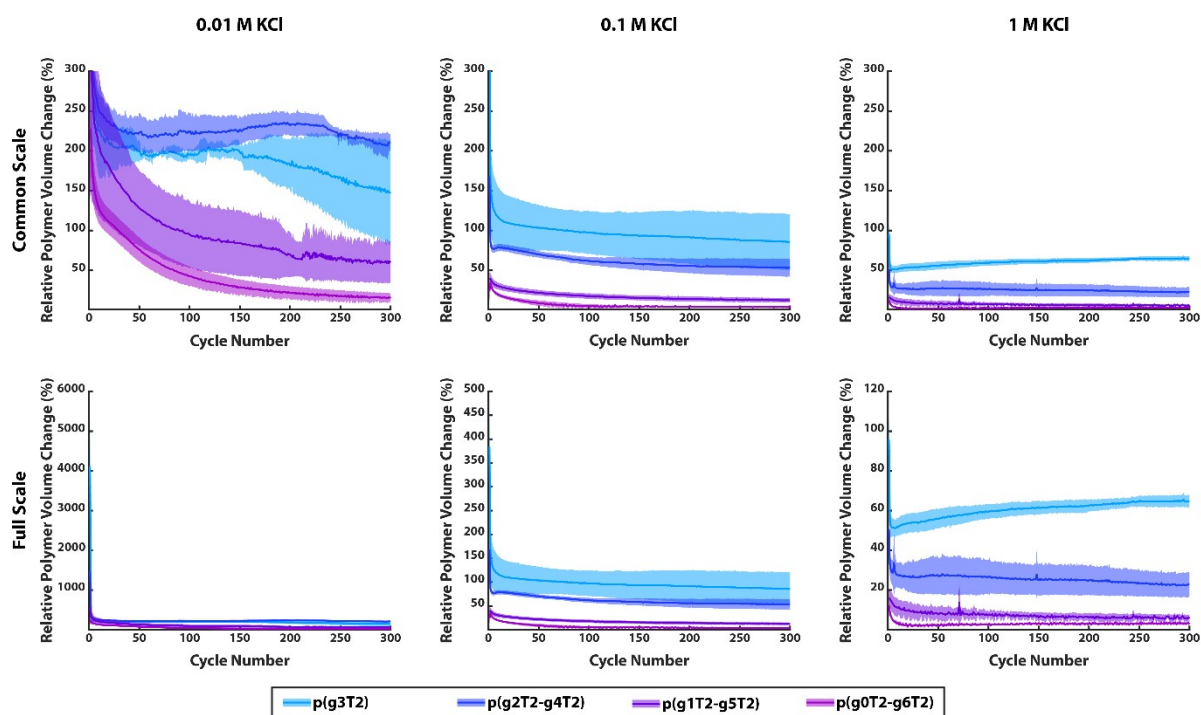 0.01 M KCl
0.1 M KCl
1 M KCl
Common Scale
Relative Polymer Volume Change (%)
300
250
200
150
100
50
0 50 100 150 200 250 300
Cycle Number
Relative Polymer Volume Change (%)
300
250
200
150
100
50
0 50 100 150 200 250 300
Cycle Number
Relative Polymer Volume Change (%)
300
250
200
150
100
50
0 50 100 150 200 250 300
Cycle Number
Full Scale
Relative Polymer Volume Change (%)
6000
5000
4000
3000
2000
1000
0 50 100 150 200 250 300
Cycle Number
Relative Polymer Volume Change (%)
500
450
400
350
300
250
200
150
100
50
0 50 100 150 200 250 300
Cycle Number
Relative Polymer Volume Change (%)
120
100
80
60
40
20
0 50 100 150 200 250 300
Cycle Number
p(g3T2)
p(g2T2-g4T2)
p(g1T2-g5T2)
p(g0T2-g6T2)